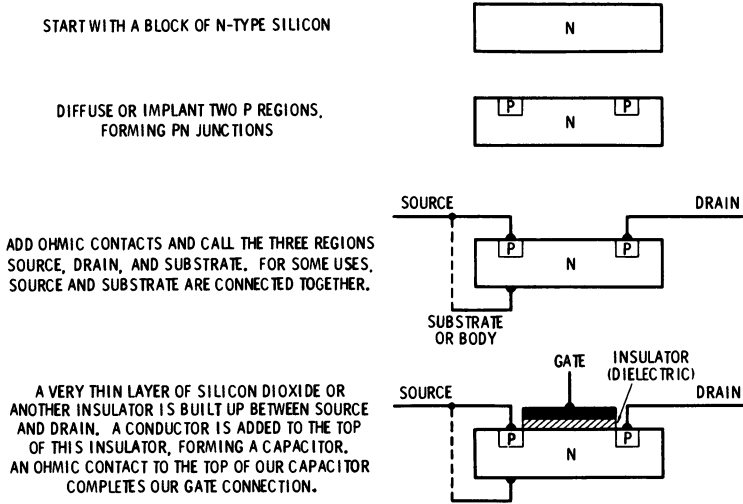 START WITH A BLOCK OF N-TYPE SILICON
N
DIFFUSE OR IMPLANT TWO P REGIONS,
FORMING PN JUNCTIONS
P
P
N
SOURCE
DRAIN
ADD OHMIC CONTACTS AND CALL THE THREE REGIONS
SOURCE, DRAIN, AND SUBSTRATE. FOR SOME USES,
SOURCE AND SUBSTRATE ARE CONNECTED TOGETHER.
P
P
N
SUBSTRATE
OR BODY
A VERY THIN LAYER OF SILICON DIOXIDE OR
ANOTHER INSULATOR IS BUILT UP BETWEEN SOURCE
AND DRAIN. A CONDUCTOR IS ADDED TO THE TOP
OF THIS INSULATOR, FORMING A CAPACITOR.
AN OHMIC CONTACT TO THE TOP OF OUR CAPACITOR
COMPLETES OUR GATE CONNECTION.
SOURCE
GATE
INSULATOR
(DIELECTRIC)
DRAIN
P
P
N